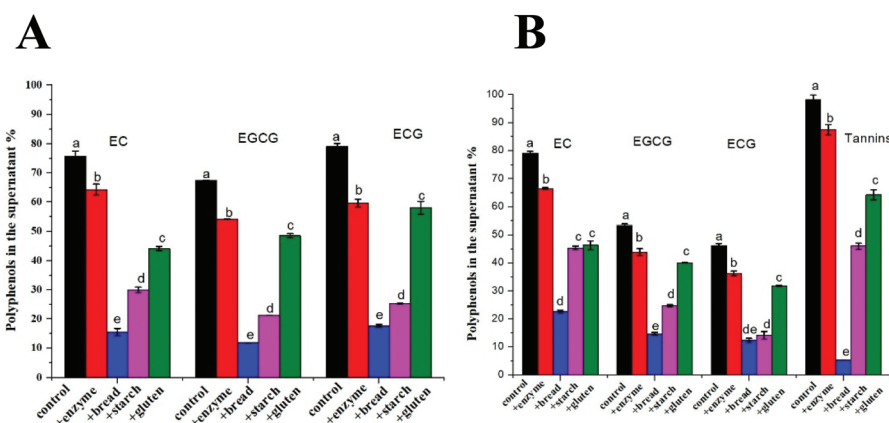 A
B
Polyphenols in the supernatant %
100
90
80
70
60
50
40
30
20
10
0
EC
EGCG
ECG
a
b
e
d
c
a
b
e
d
c
a
b
e
d
c
control
+enzyme
+bread
+starch
+gluten
control
+enzyme
+bread
+starch
+gluten
control
+enzyme
+bread
+starch
+gluten
Polyphenols in the supernatant %
100
90
80
70
60
50
40
30
20
10
0
EC
EGCG
ECG
Tannins
a
b
d
c
c
a
b
e
d
c
a
b
de
d
c
a
b
e
d
c
control
+enzyme
+bread
+starch
+gluten
control
+enzyme
+bread
+starch
+gluten
control
+enzyme
+bread
+starch
+gluten
control
+enzyme
+bread
+starch
+gluten